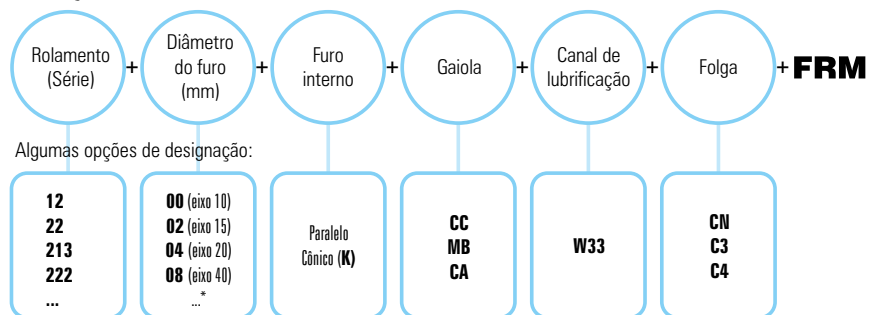 Rolamento
(Série)
+
Diâmetro
do furo
(mm)
+
Furo
interno
+
Gaiola
+
Canal de
lubrificação
+
Folga
+ FRM
Algumas opções de designação:
12
22
213
222
...
00 (eixo 10)
02 (eixo 15)
04 (eixo 20)
08 (eixo 40)
...*
Paralelo
Cônico (K)
CC
MB
CA
W33
CN
C3
C4